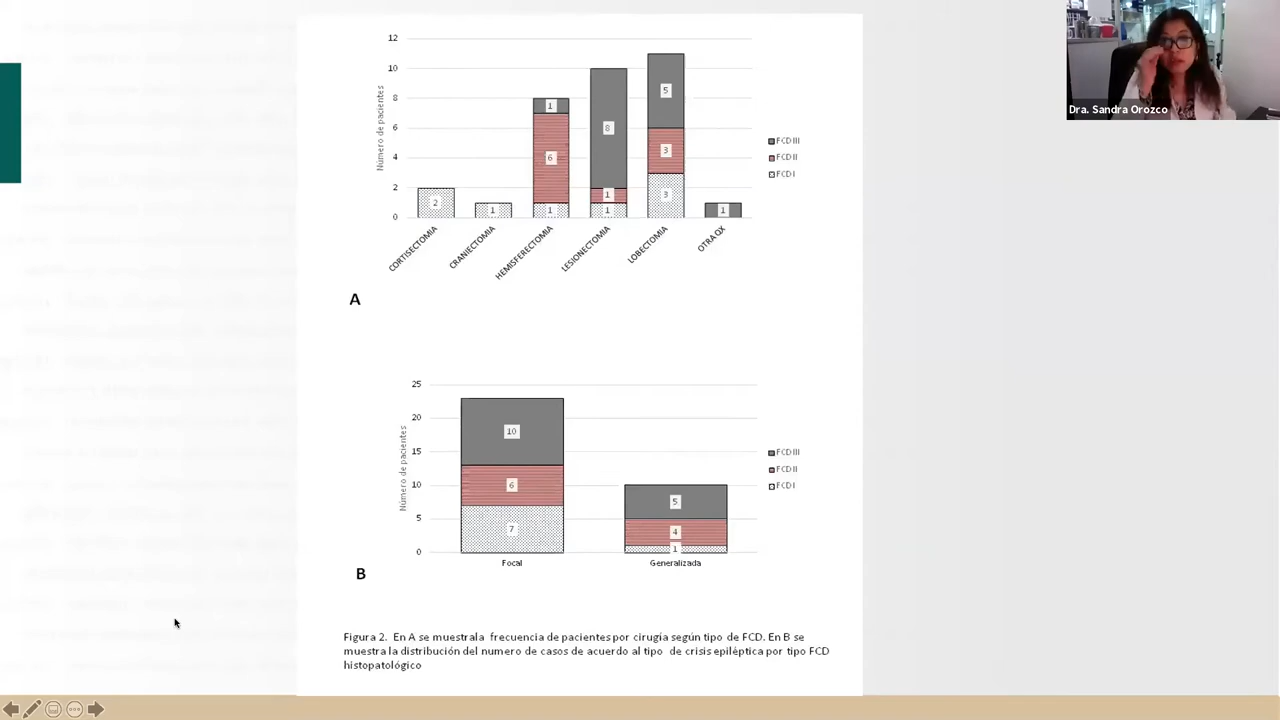 Dra. Sandra Orozco
12
10
8
6
4
2
0
Número de pacientes
2
1
1
6
1
1
1
8
3
3
5
1
CORTISECTOMIA
CRANIECTOMIA
HEMISFERECTOMIA
LESIONECTOMIA
LOBECTOMIA
OTRA QX
FCD III
FCD II
FCD I
A
25
20
15
10
5
0
Número de pacientes
10
6
7
5
4
1
Focal
Generalizada
FCD III
FCD II
FCD I
B
Figura 2. En A se muestrala frecuencia de pacientes por cirugía según tipo de FCD. En B se
muestra la distribución del numero de casos de acuerdo al tipo de crisis epiléptica por tipo FCD
histopatológico